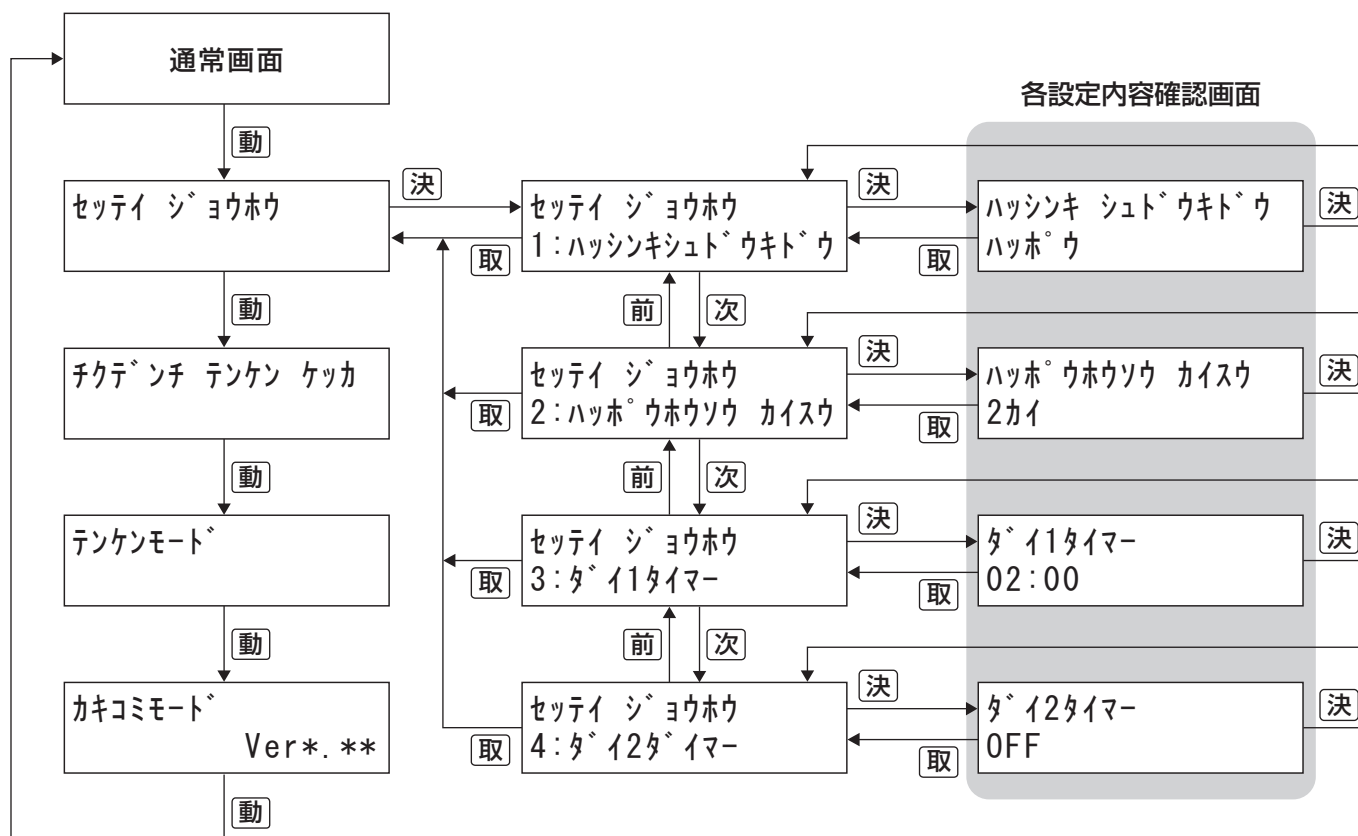 通常画面
各設定内容確認画面
動
セッテイ ジョウホウ
決
セッテイ ジョウホウ
1:ハッシンキシュドウキドウ
決
ハッシンキ シュドウキドウ
ハッポウ
決
取
取
動
前
次
チクデンチ テンケン ケッカ
セッテイ ジョウホウ
2:ハッポウホウソウ カイスウ
決
ハッポウホウソウ カイスウ
2カイ
決
取
取
動
前
次
テンケンモード
セッテイ ジョウホウ
3:ダイ1タイマー
決
ダイ1タイマー
02:00
決
取
取
動
前
次
カキコミモード
Ver*.**
セッテイ ジョウホウ
4:ダイ2ダイマー
決
ダイ2タイマー
OFF
決
取
取
動